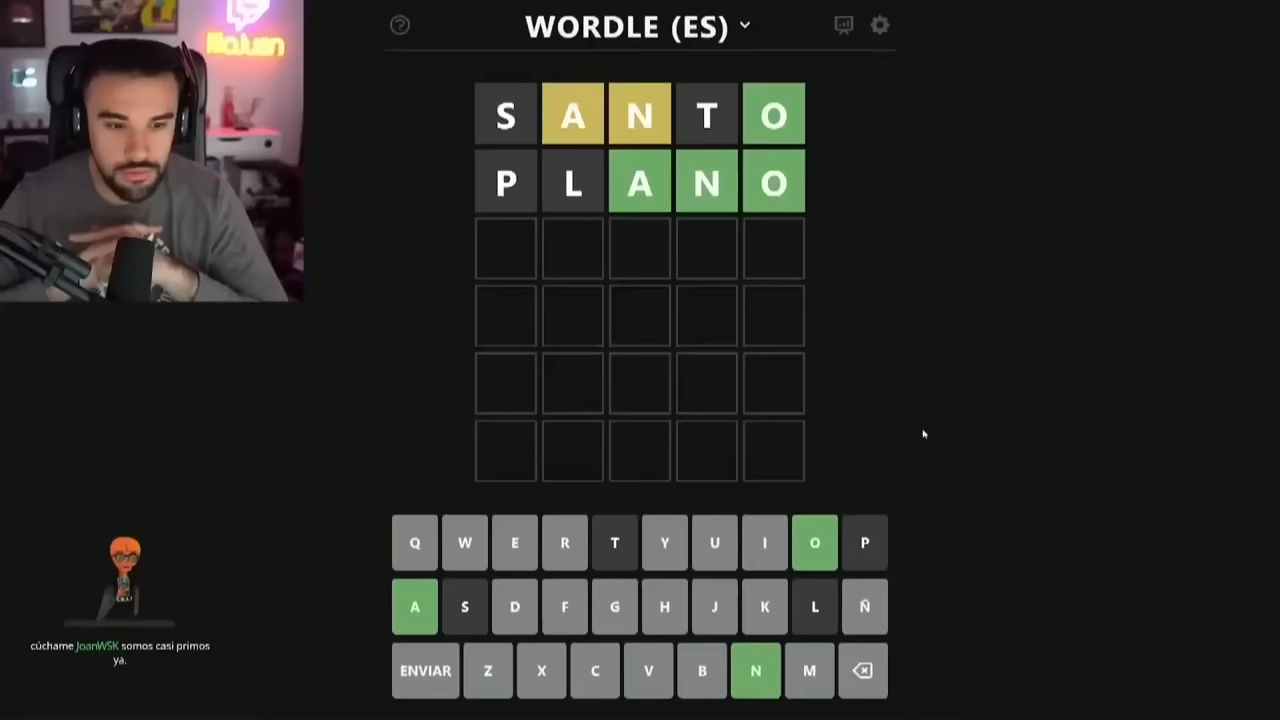 WORDLE (ES)
S A N T O
P L A N O
Q W E R T Y U I O P
A S D F G H J K L Ñ
ENVIAR Z X C V B N M
cúchame JoanWSK somos casi primos
ya.